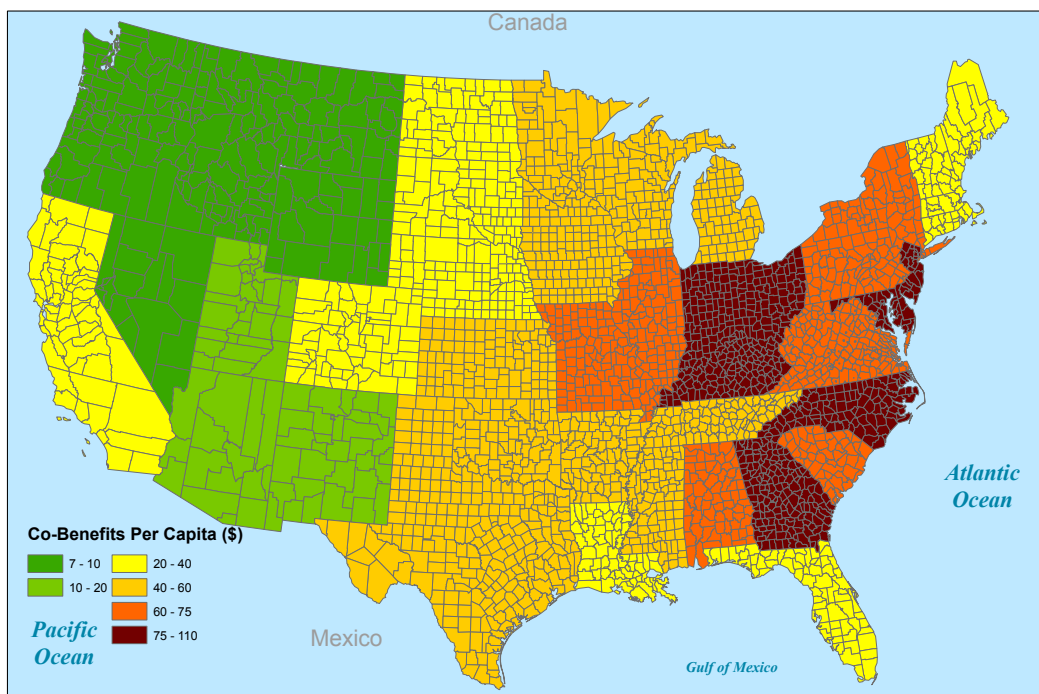 Canada
Atlantic
Ocean
Co-Benefits Per Capita ($)
7 - 10
20 - 40
10 - 20
40 - 60
60 - 75
75 - 110
Pacific
Ocean
Mexico
Gulf of Mexico